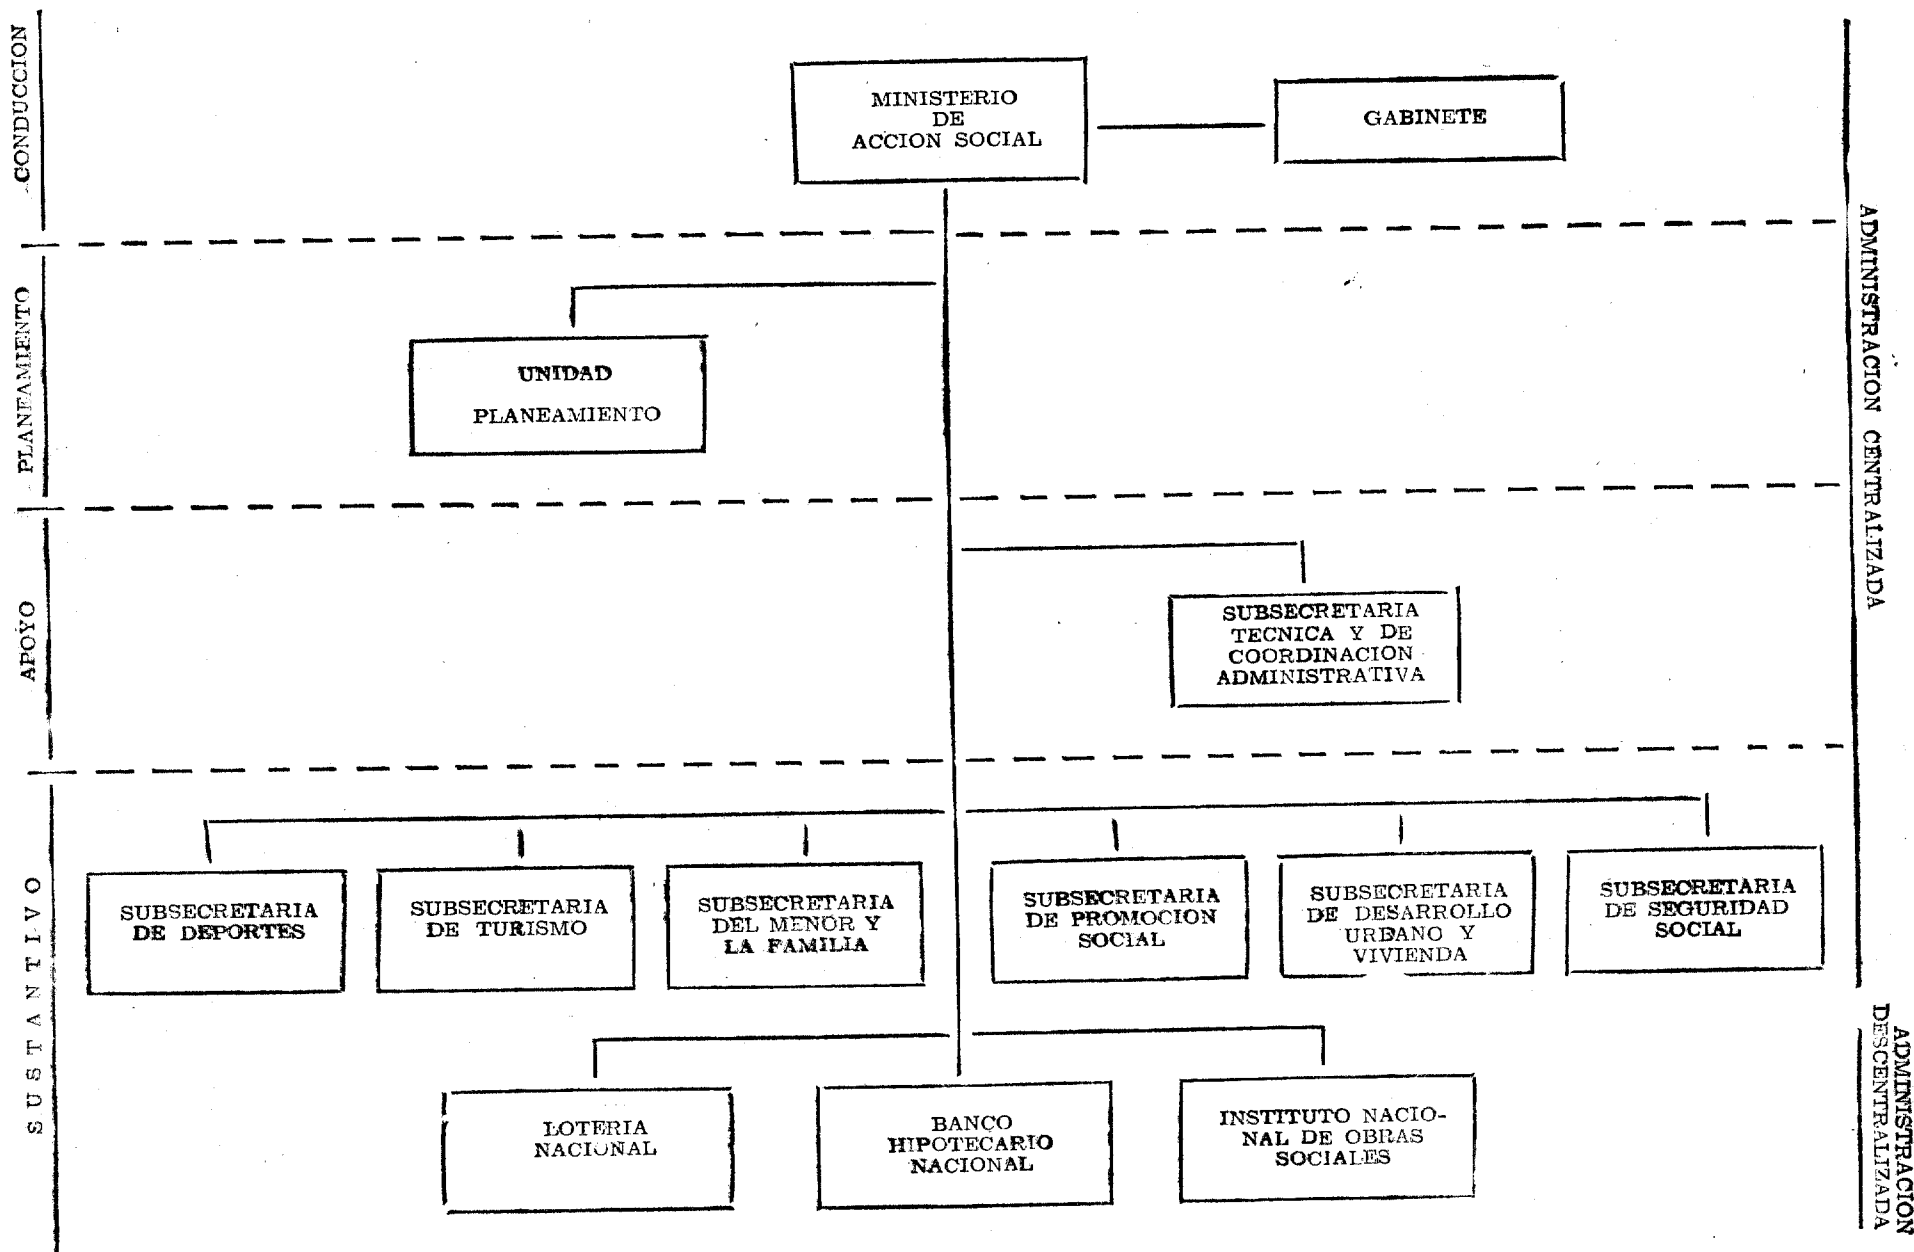 CONDUCCION
MINISTERIO
DE
ACCION SOCIAL
GABINETE
ADMINISTRACION CENTRALIZADA
PLANEAMIENTO
UNIDAD
PLANEAMIENTO
APOYO
SUBSECRETARIA
TECNICA Y DE
COORDINACION
ADMINISTRATIVA
SUSTANTIVO
SUBSECRETARIA
DE DEPORTES
SUBSECRETARIA
DE TURISMO
SUBSECRETARIA
DEL MENOR Y
LA FAMILIA
SUBSECRETARIA
DE PROMOCION
SOCIAL
SUBSECRETARIA
DE DESARROLLO
URBANO Y
VIVIENDA
SUBSECRETARIA
DE SEGURIDAD
SOCIAL
ADMINISTRACION
DESCENTRALIZADA
LOTERIA
NACIONAL
BANCO
HIPOTECARIO
NACIONAL
INSTITUTO NACIO-
NAL DE OBRAS
SOCIALES